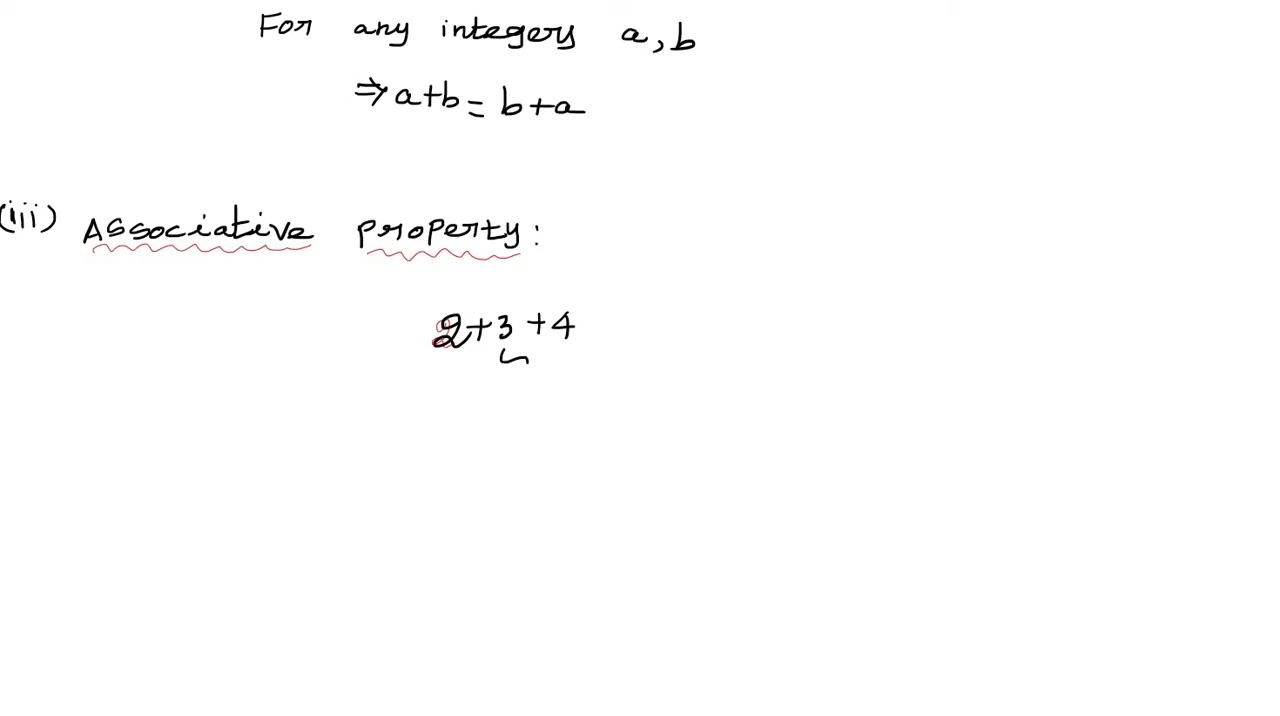 For any integers a, b
⇒ a+b = b+a
(iii) Associative property:
2+3+4